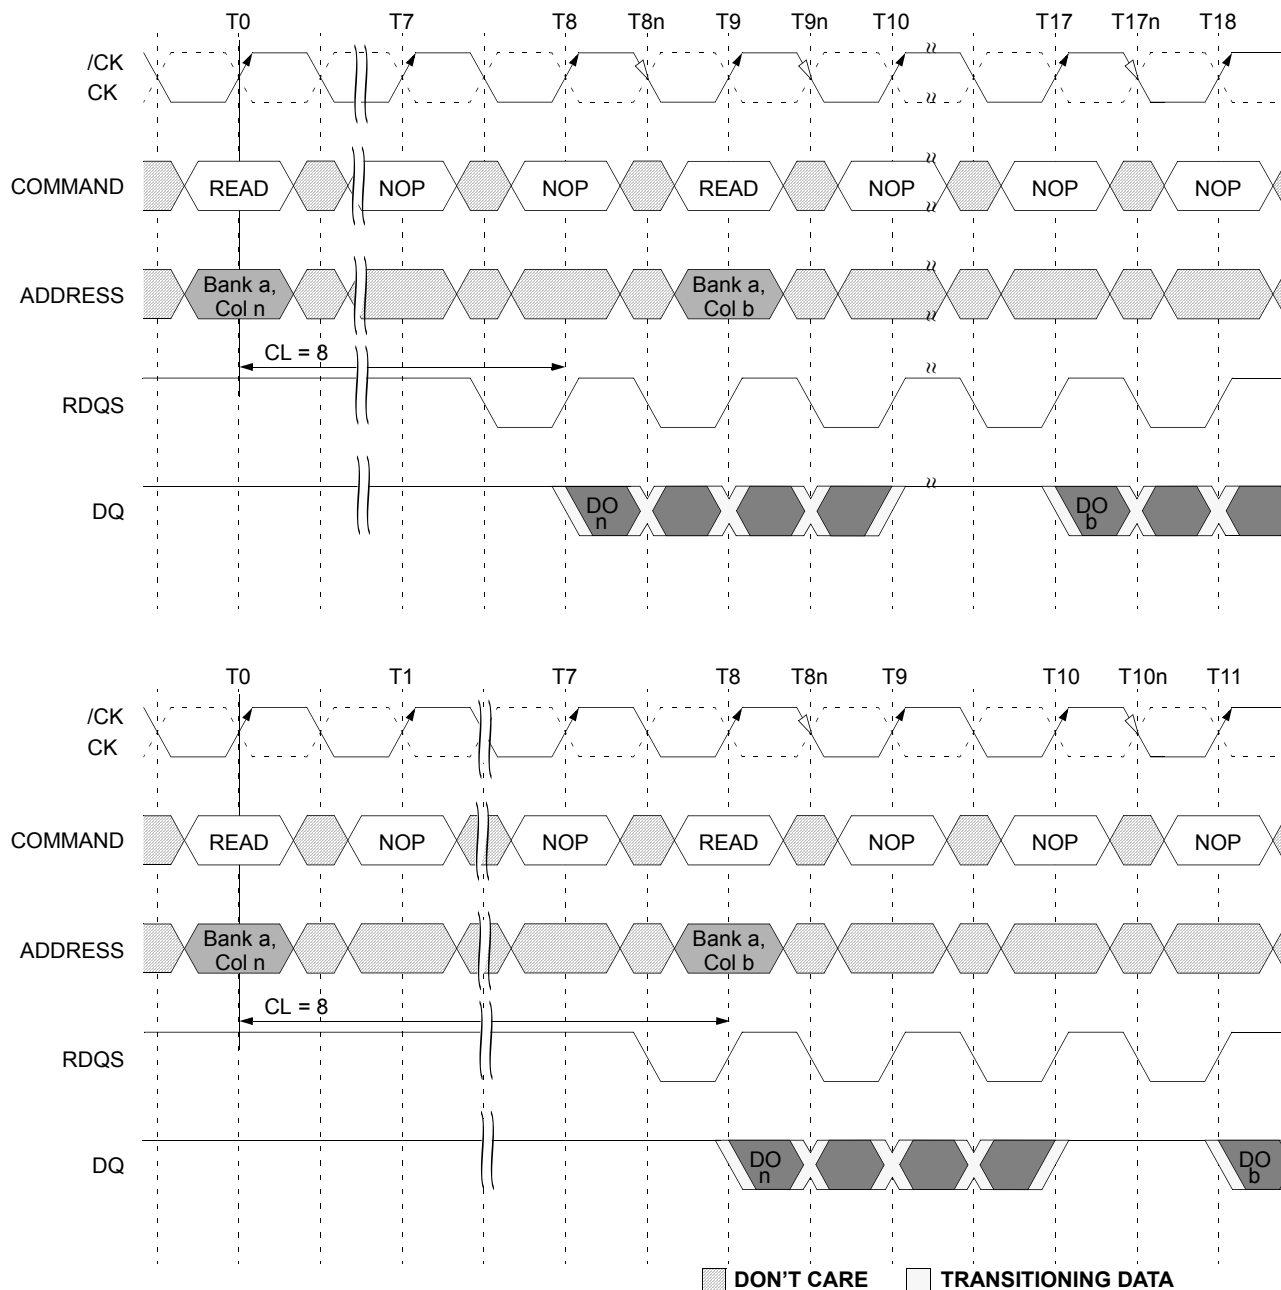 T0 T7 T8 T8n T9 T9n T10 T17 T17n T18
/CK
CK
COMMAND READ NOP NOP READ NOP NOP NOP
ADDRESS Bank a, Col n Bank a, Col b
CL = 8
RDQS
DQ DO n DO b
T0 T1 T7 T8 T8n T9 T10 T10n T11
/CK
CK
COMMAND READ NOP NOP READ NOP NOP NOP
ADDRESS Bank a, Col n Bank a, Col b
CL = 8
RDQS
DQ DO n DO b
DON'T CARE TRANSITIONING DATA